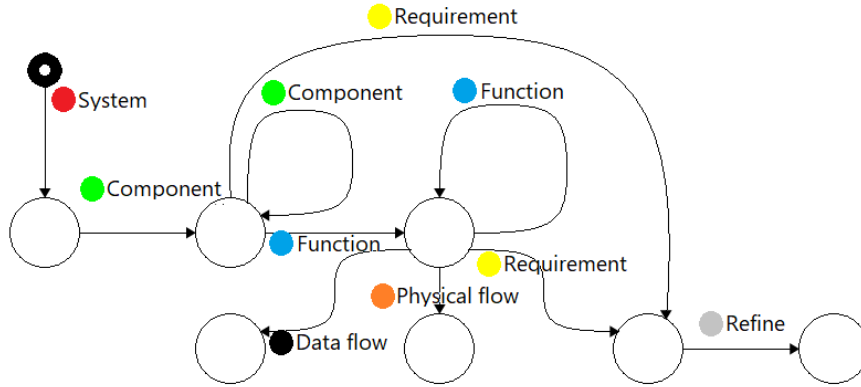 Requirement
System
Component
Function
Component
Function
Requirement
Physical flow
Refine
Data flow